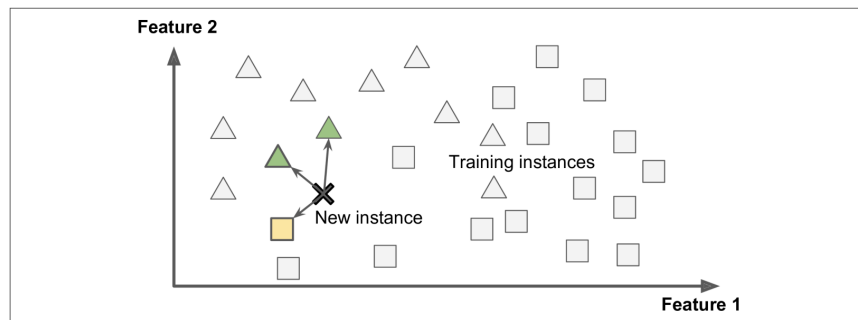 Feature 2
Training instances
New instance
Feature 1